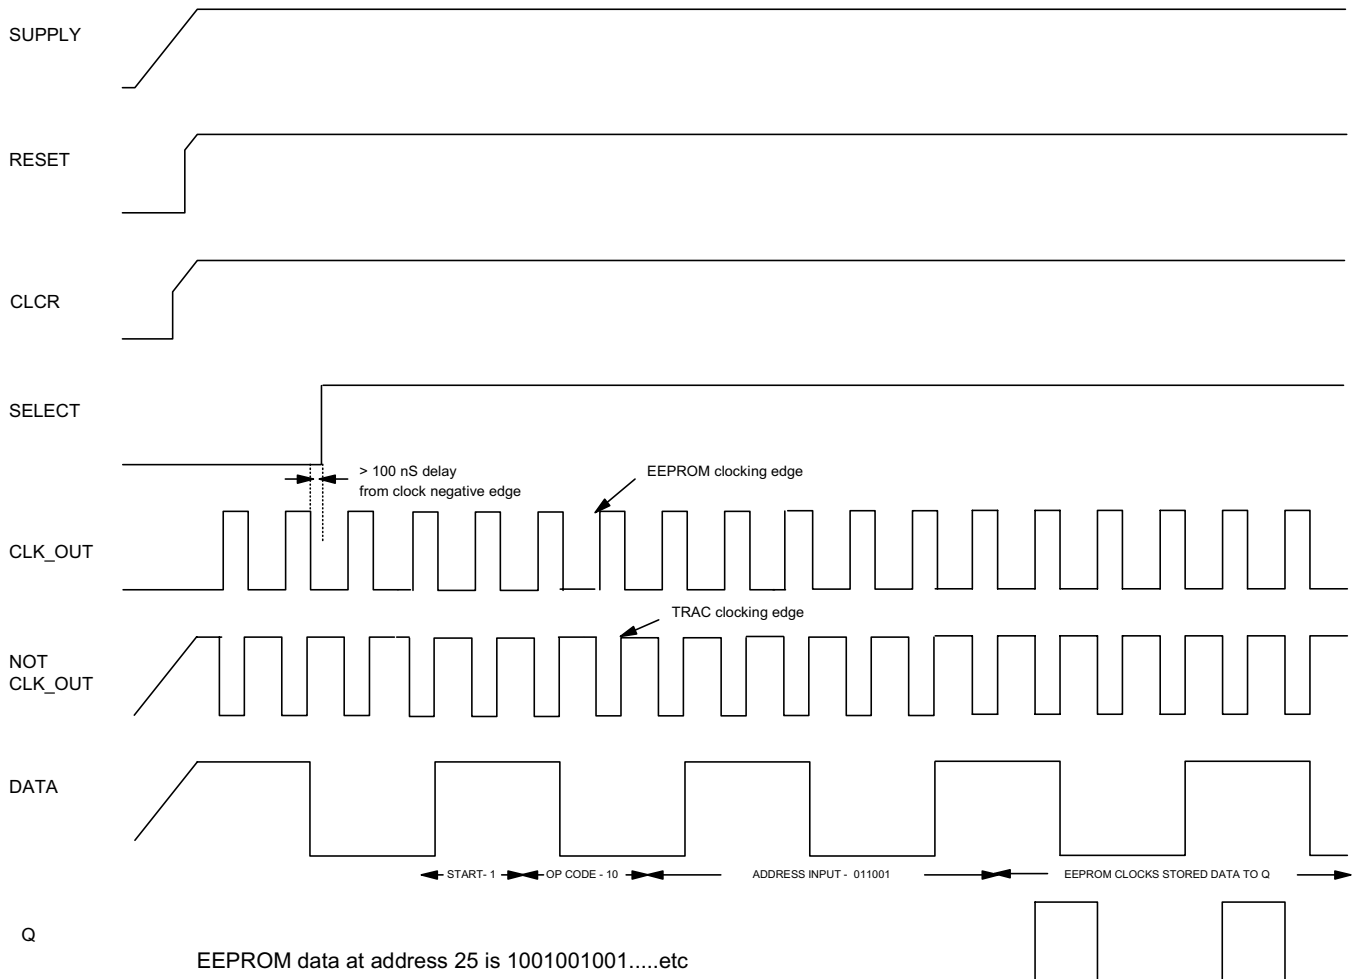 SUPPLY
RESET
CLCR
SELECT
> 100 nS delay
from clock negative edge
EEPROM clocking edge
CLK_OUT
TRAC clocking edge
NOT
CLK_OUT
DATA
START- 1
OP CODE - 10
ADDRESS INPUT - 011001
EEPROM CLOCKS STORED DATA TO Q
Q
EEPROM data at address 25 is 1001001001.....etc